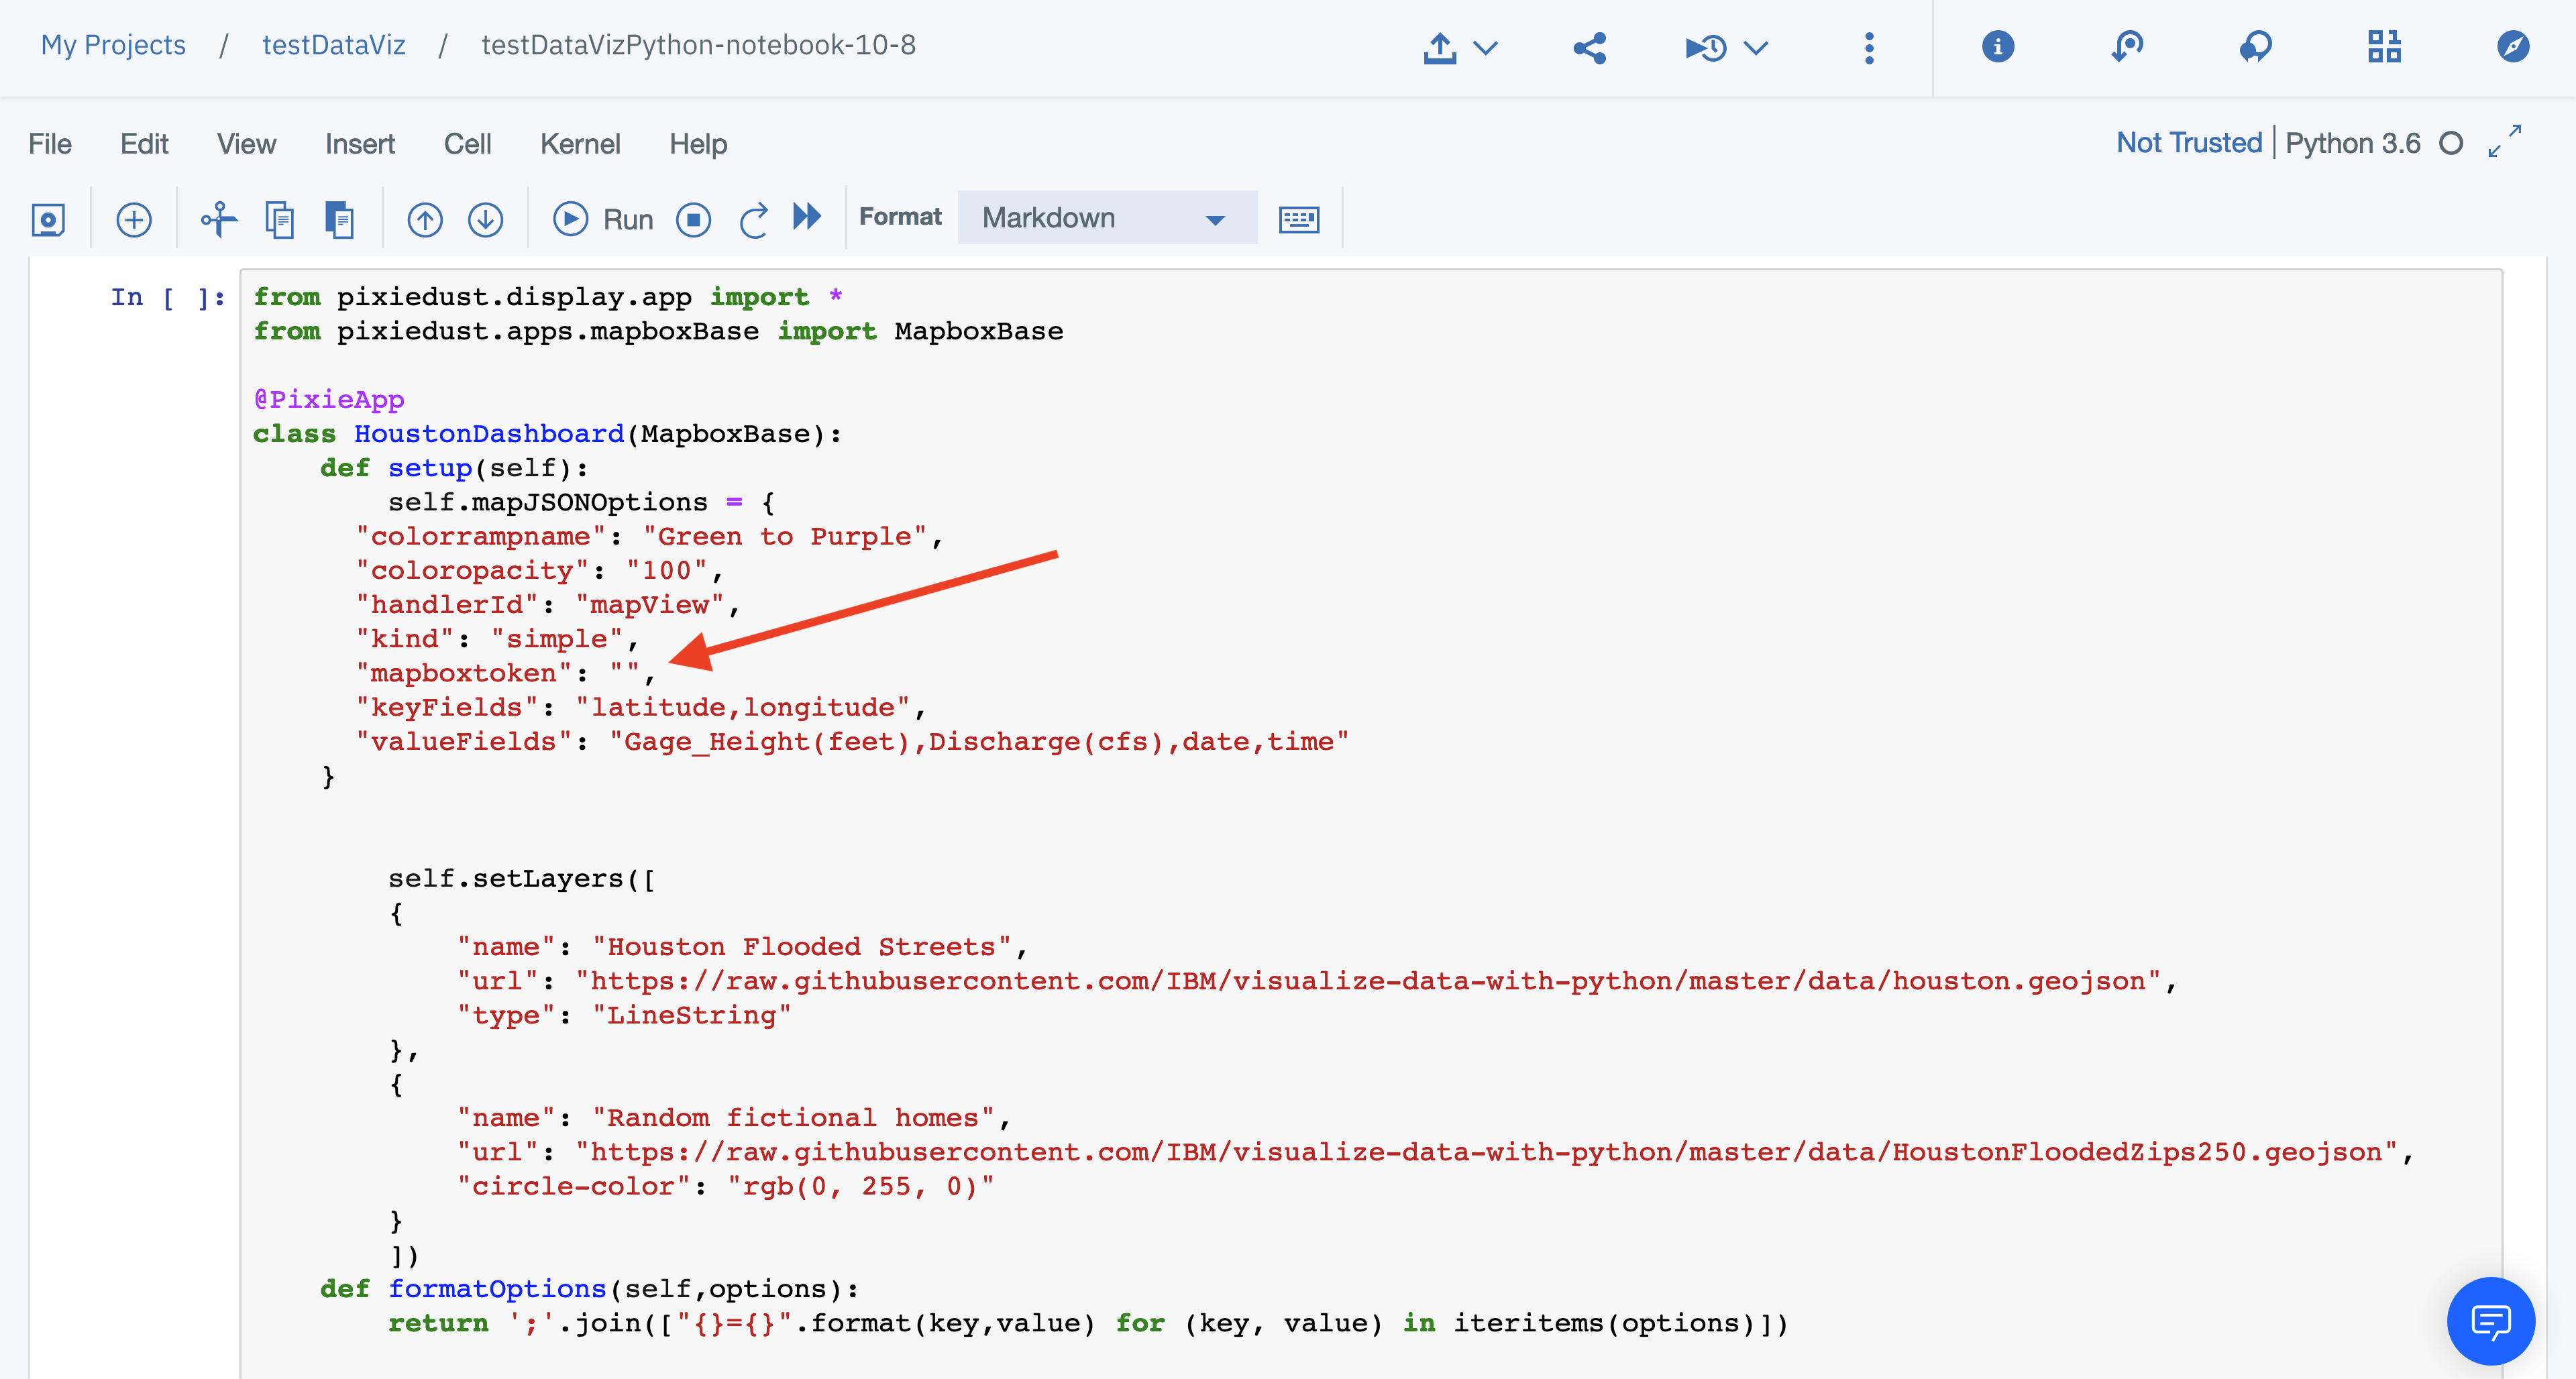 My Projects / testDataViz / testDataVizPython-notebook-10-8
File Edit View Insert Cell Kernel Help Not Trusted | Python 3.6
Run Format Markdown
In [ ]: from pixiedust.display.app import *
from pixiedust.apps.mapboxBase import MapboxBase
@PixieApp
class HoustonDashboard(MapboxBase):
def setup(self):
self.mapJSONOptions = {
"colorrampname": "Green to Purple",
"coloropacity": "100",
"handlerId": "mapView",
"kind": "simple",
"mapboxtoken": "",
"keyFields": "latitude,longitude",
"valueFields": "Gage_Height(feet),Discharge(cfs),date,time"
}
self.setLayers([
{
"name": "Houston Flooded Streets",
"url": "https://raw.githubusercontent.com/IBM/visualize-data-with-python/master/data/houston.geojson",
"type": "LineString"
},
{
"name": "Random fictional homes",
"url": "https://raw.githubusercontent.com/IBM/visualize-data-with-python/master/data/HoustonFloodedZips250.geojson",
"circle-color": "rgb(0, 255, 0)"
}
])
def formatOptions(self,options):
return ';'.join(["{}={}".format(key,value) for (key, value) in iteritems(options)])